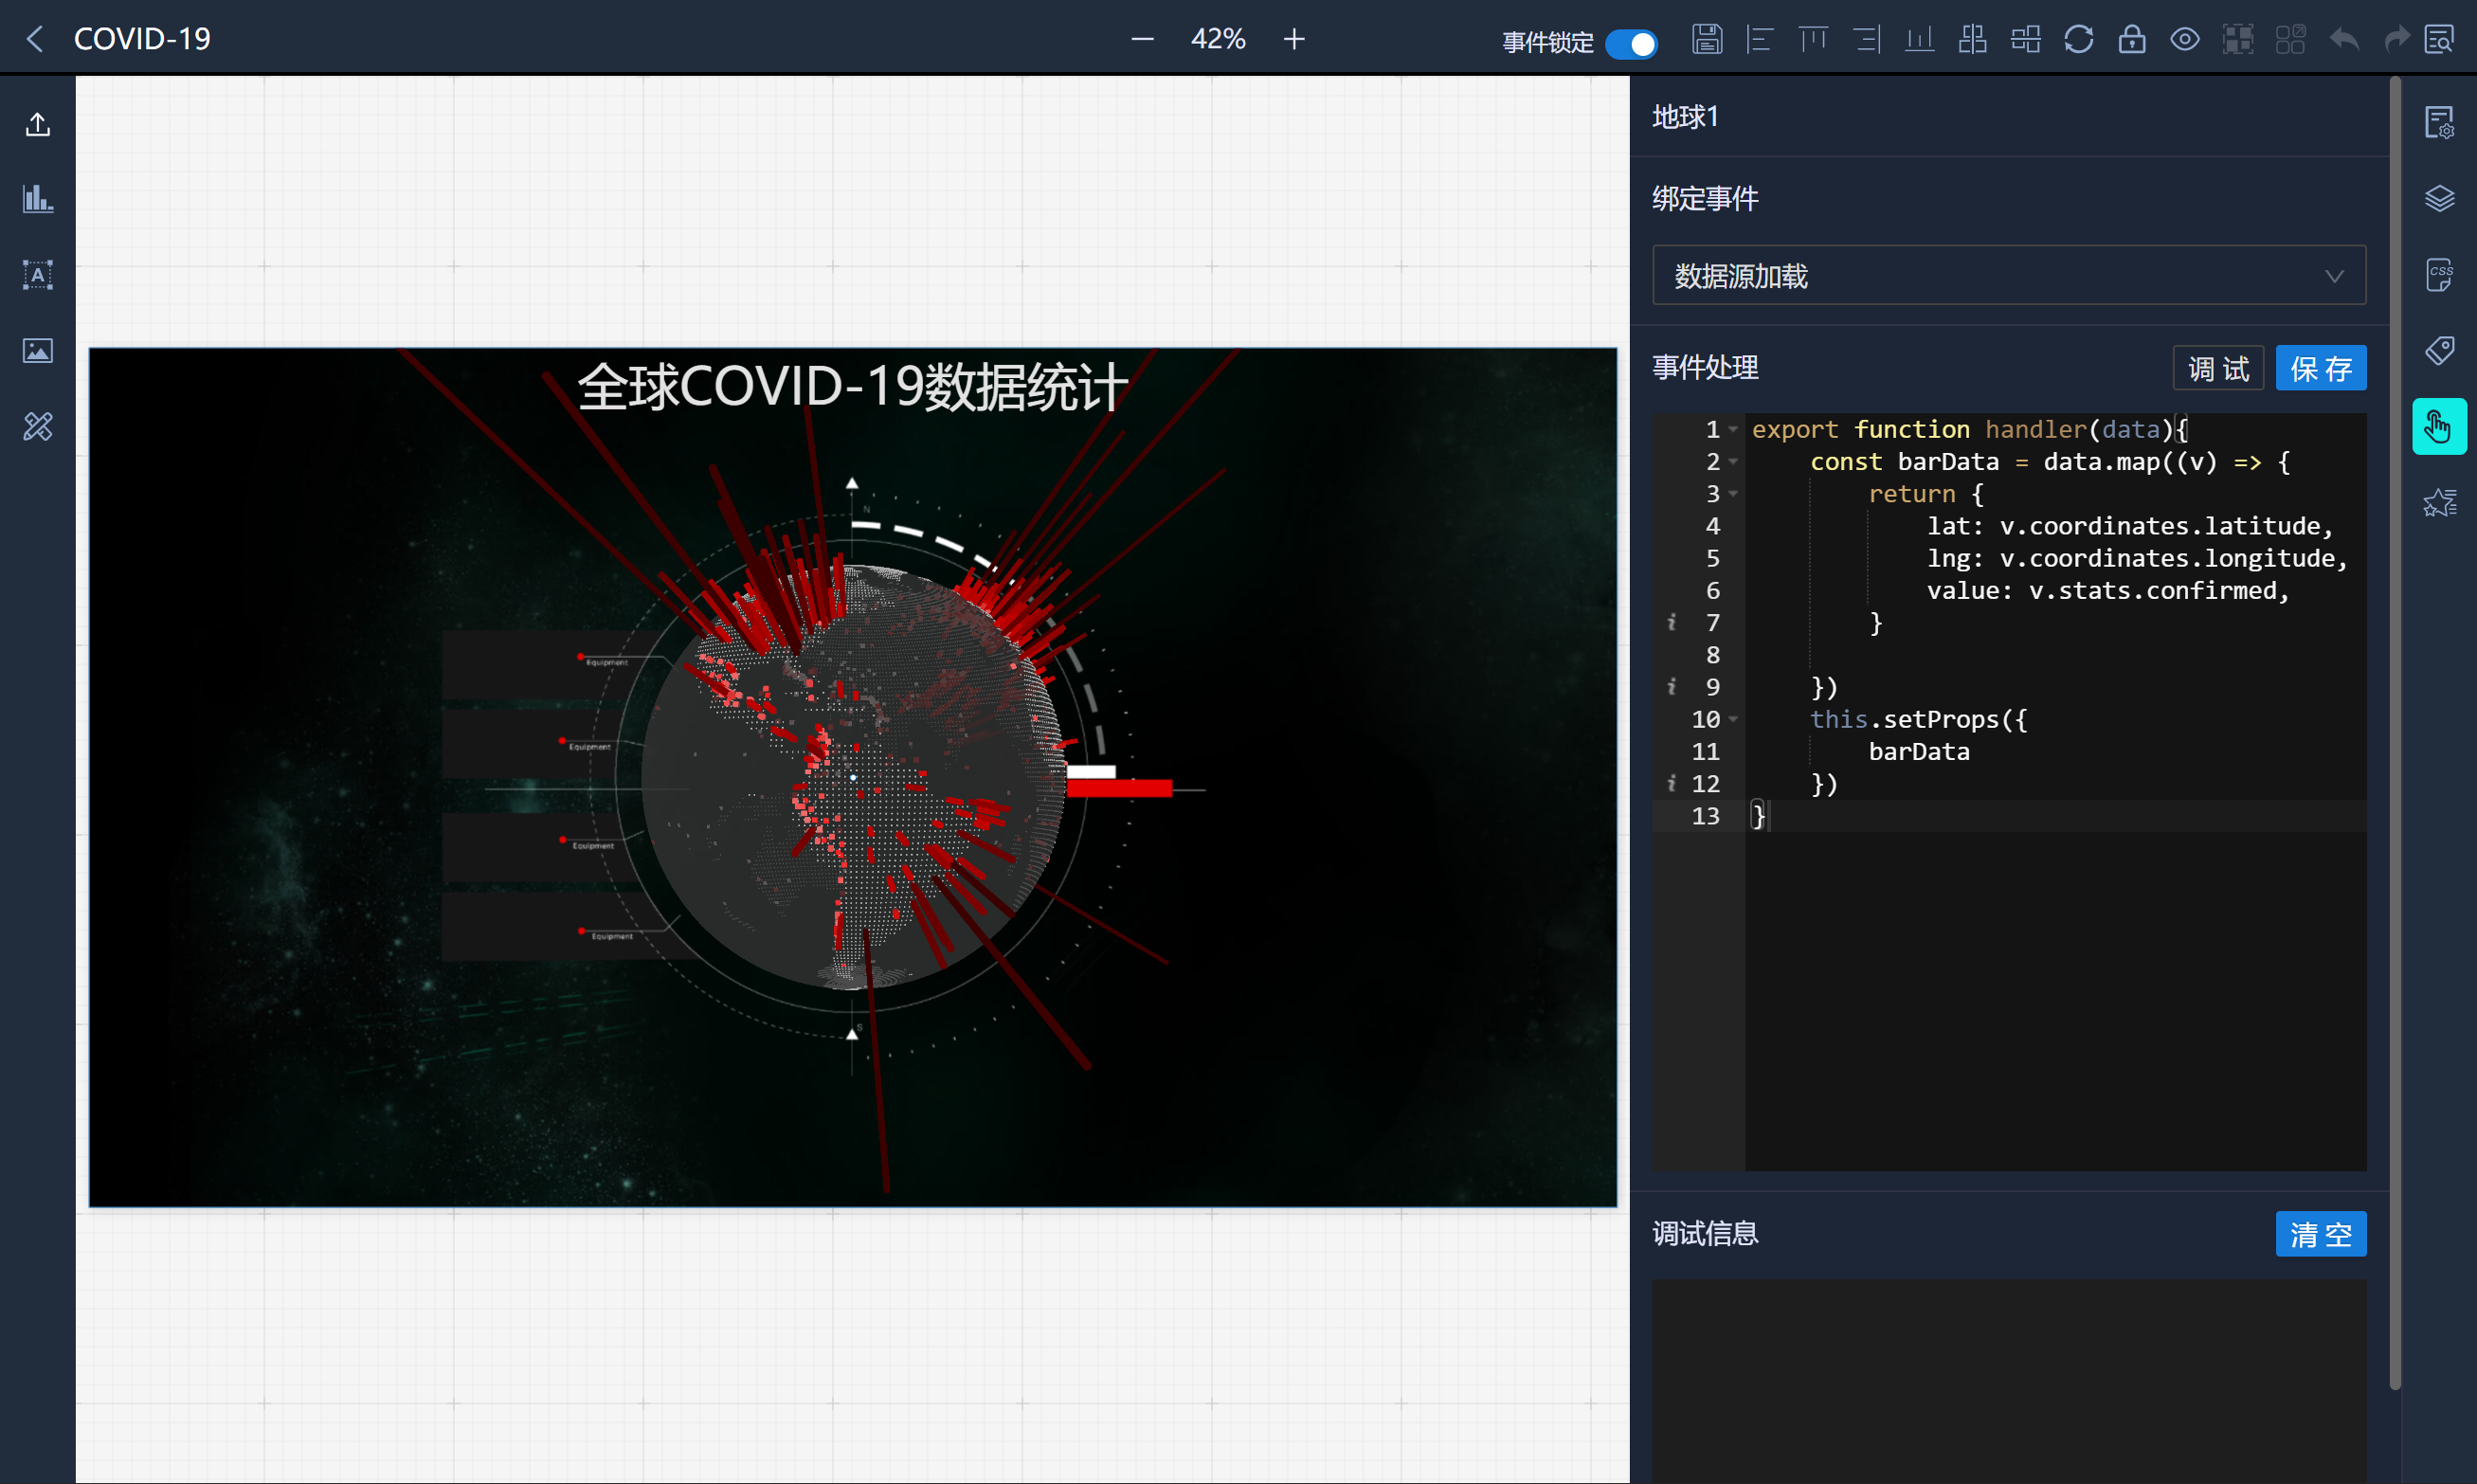 COVID-19
42%
事件锁定
地球1
绑定事件
数据源加载
事件处理
调 试
保 存
全球COVID-19数据统计
N
Equipment
Equipment
Equipment
Equipment
S
1 export function handler(data){
2 const barData = data.map((v) => {
3 return {
4 lat: v.coordinates.latitude,
5 lng: v.coordinates.longitude,
6 value: v.stats.confirmed,
7 }
8
9 })
10 this.setProps({
11 barData
12 })
13 }
调试信息
清 空
A
CSS